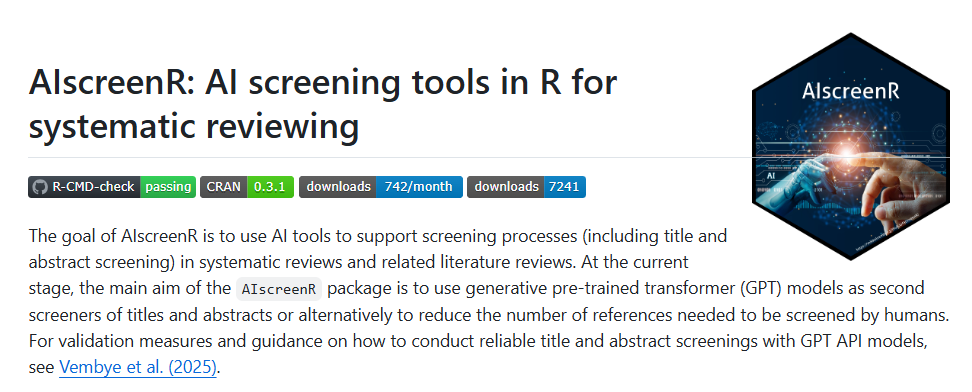 AIscreenR: AI screening tools in R for
systematic reviewing
AIscreenR
AI
R-CMD-check passing CRAN 0.3.1 downloads 742/month downloads 7241
The goal of AIscreenR is to use AI tools to support screening processes (including title and
abstract screening) in systematic reviews and related literature reviews. At the current
stage, the main aim of the AIscreenR package is to use generative pre-trained transformer (GPT) models as second
screeners of titles and abstracts or alternatively to reduce the number of references needed to be screened by humans.
For validation measures and guidance on how to conduct reliable title and abstract screenings with GPT API models,
see Vembye et al. (2025).